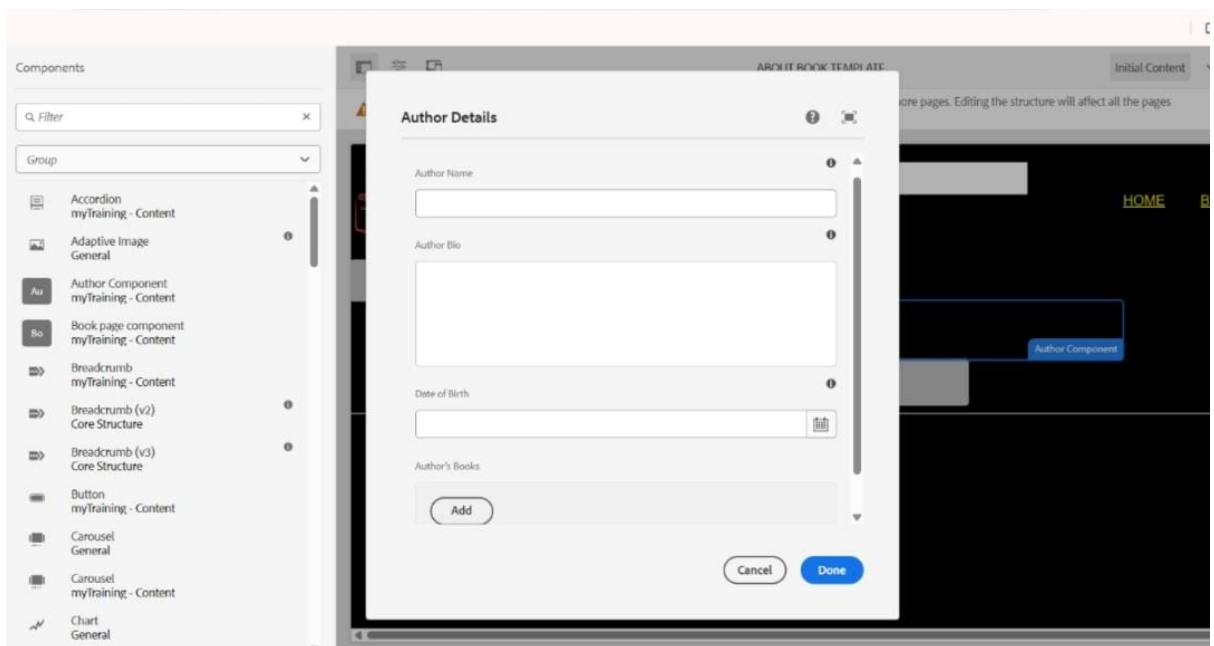 Components
Filter
Group
Accordion
myTraining - Content
Adaptive Image
General
Au
Author Component
myTraining - Content
Bo
Book page component
myTraining - Content
Breadcrumb
myTraining - Content
Breadcrumb (v2)
Core Structure
Breadcrumb (v3)
Core Structure
Button
myTraining - Content
Carousel
General
Carousel
myTraining - Content
Chart
General
ABOUT BOOK TEMPLATE
Initial Content
more pages. Editing the structure will affect all the pages
HOME
B
Author Component
Author Details
Author Name
Author Bio
Date of Birth
Author's Books
Add
Cancel
Done